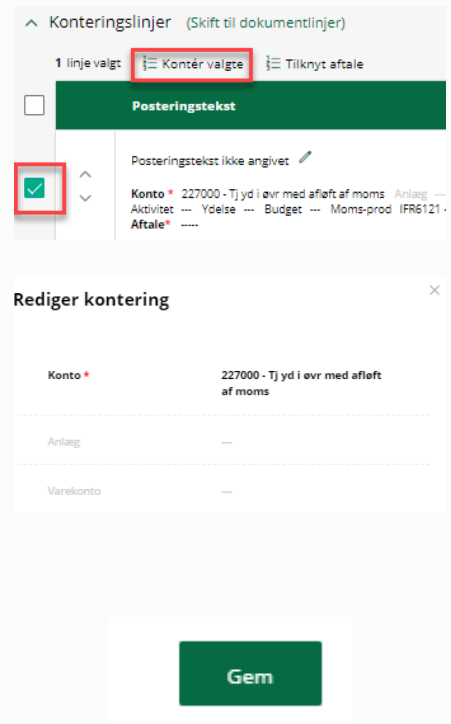 Konteringslinjer (Skift til dokumentlinjer)
1 linje valgt Kontér valgte Tilknyt aftale
Posteringstekst
Posteringstekst ikke angivet
Konto * 227000 - Tj yd i øvr med afløft af moms Anlæg ---
Aktivitet --- Ydelse --- Budget --- Moms-prod IFR6121 -
Aftale* -----
Rediger kontering
Konto * 227000 - Tj yd i øvr med afløft
af moms
Anlæg ---
Varekonto ---
Gem